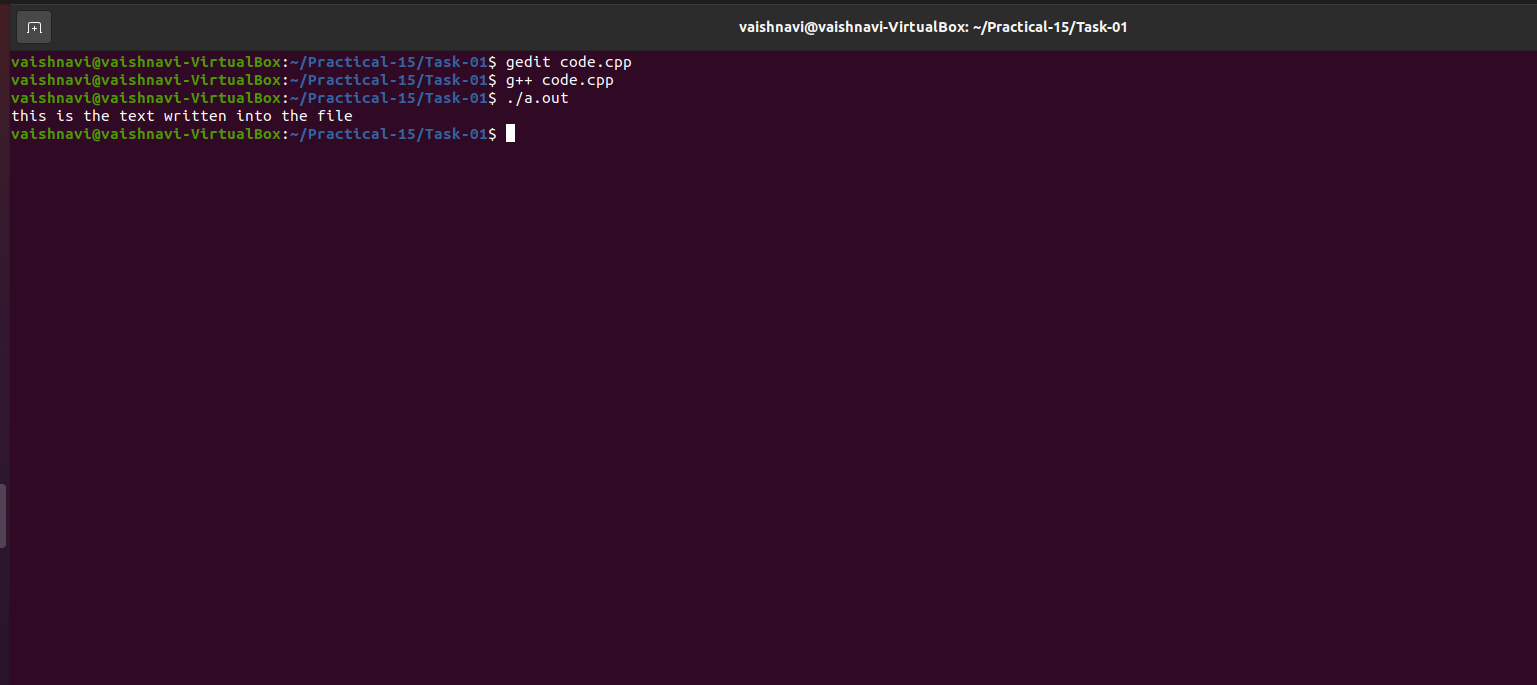 vaishnavi@vaishnavi-VirtualBox: ~/Practical-15/Task-01
vaishnavi@vaishnavi-VirtualBox:~/Practical-15/Task-01$ gedit code.cpp
vaishnavi@vaishnavi-VirtualBox:~/Practical-15/Task-01$ g++ code.cpp
vaishnavi@vaishnavi-VirtualBox:~/Practical-15/Task-01$ ./a.out
this is the text written into the file
vaishnavi@vaishnavi-VirtualBox:~/Practical-15/Task-01$